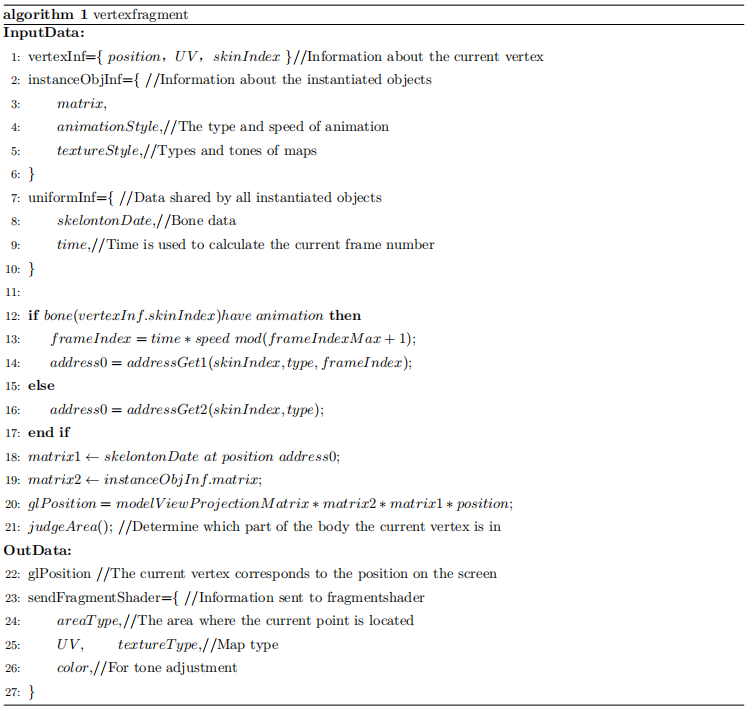 algorithm 1 vertexfragment
InputData:
1: vertexInf={ position, UV, skinIndex }//Information about the current vertex
2: instanceObjInf={ //Information about the instantiated objects
3: matrix,
4: animationStyle,//The type and speed of animation
5: textureStyle,//Types and tones of maps
6: }
7: uniformInf={ //Data shared by all instantiated objects
8: skelontonDate,//Bone data
9: time,//Time is used to calculate the current frame number
10: }
11:
12: if bone(vertexInf.skinIndex)have animation then
13: frameIndex = time * speed mod(frameIndexMax + 1);
14: address0 = addressGet1(skinIndex, type, frameIndex);
15: else
16: address0 = addressGet2(skinIndex, type);
17: end if
18: matrix1 ← skelontonDate at position address0;
19: matrix2 ← instanceObjInf.matrix;
20: glPosition = modelViewProjectionMatrix * matrix2 * matrix1 * position;
21: judgeArea(); //Determine which part of the body the current vertex is in
OutData:
22: glPosition //The current vertex corresponds to the position on the screen
23: sendFragmentShader={ //Information sent to fragmentshader
24: areaType,//The area where the current point is located
25: UV, textureType,//Map type
26: color,//For tone adjustment
27: }